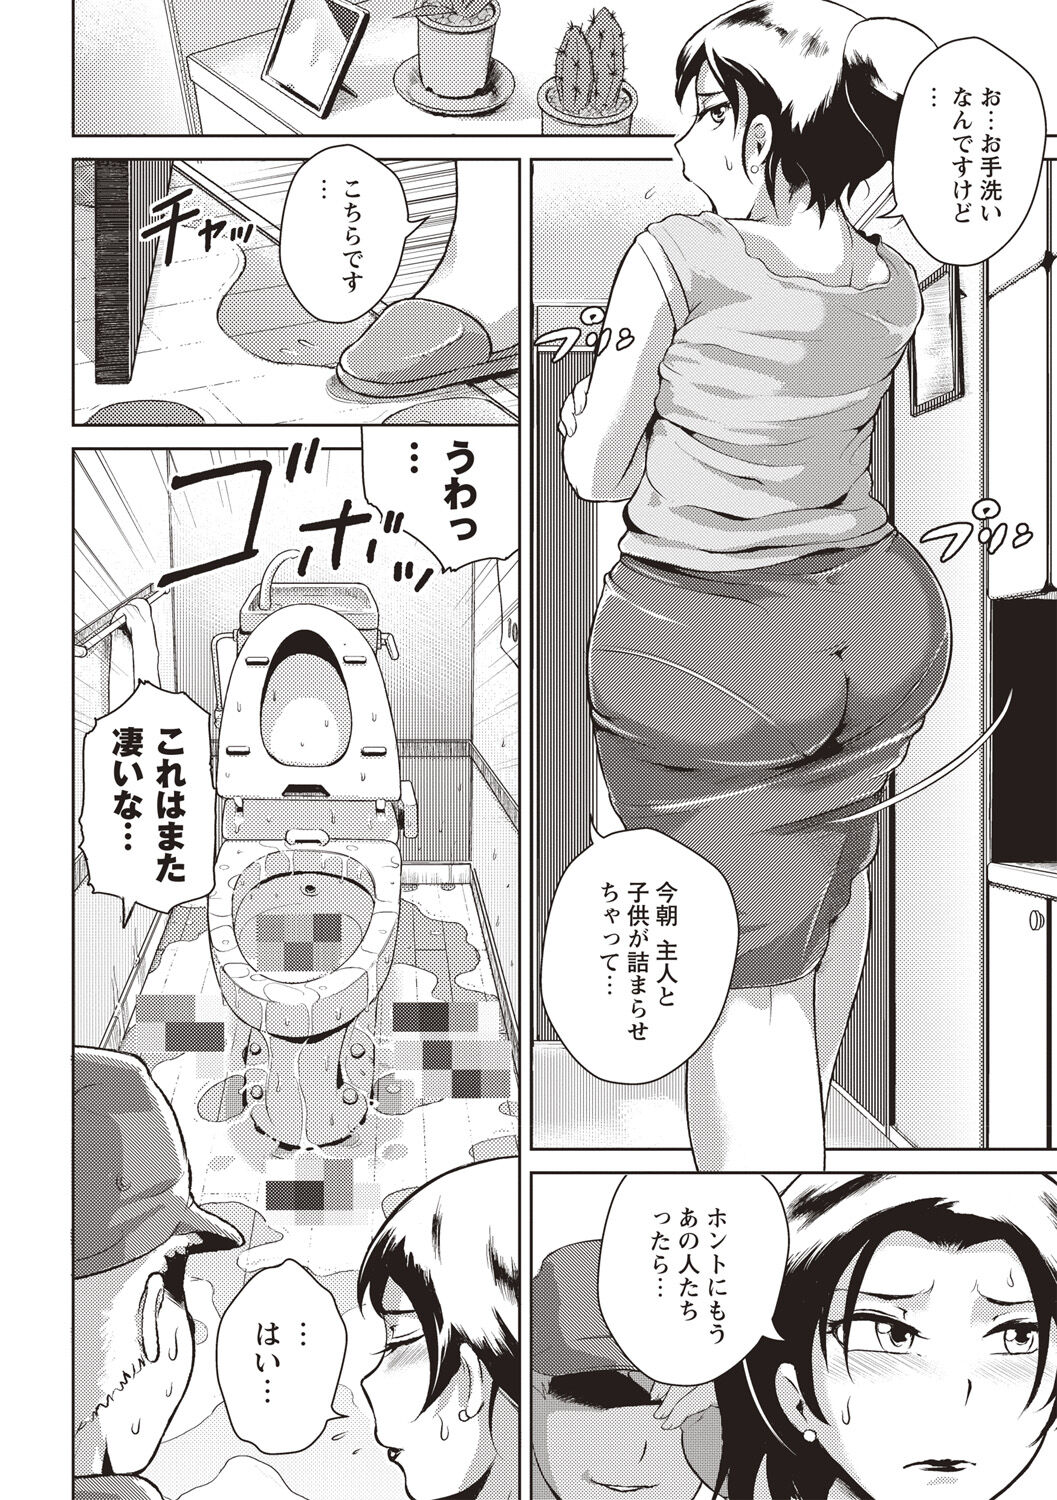 お…お手洗い
なんですけど
…
プリ
プリン
今朝 主人と
子供が詰まらせ
ちゃって…
ホントにもう
あの人たち
ったら…
こちらです
…
チャッ
うわっ
…
ゴボボッ
これはまた
凄いな…
…
はい…